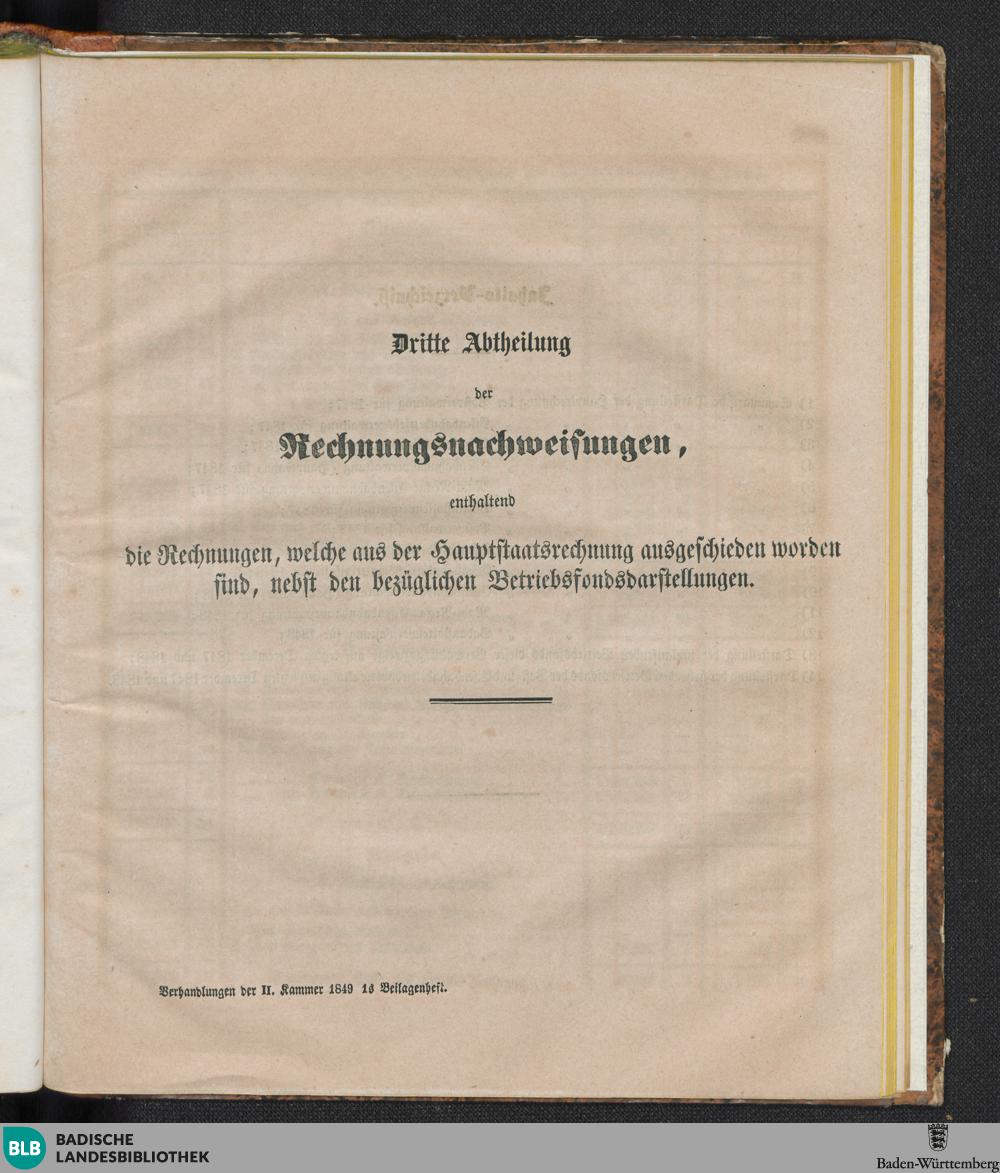 Dritte Abtheilung
der
Rechnungsnachweisungen,
enthaltend
die Rechnungen, welche aus der Hauptstaatsrechnung ausgeschieden worden
sind, nebst den bezüglichen Betriebsfondsdarstellungen.
Verhandlungen der II. Kammer 1849 1s Beilagenheft.
BLB
BADISCHE
LANDESBIBLIOTHEK
Baden-Württemberg